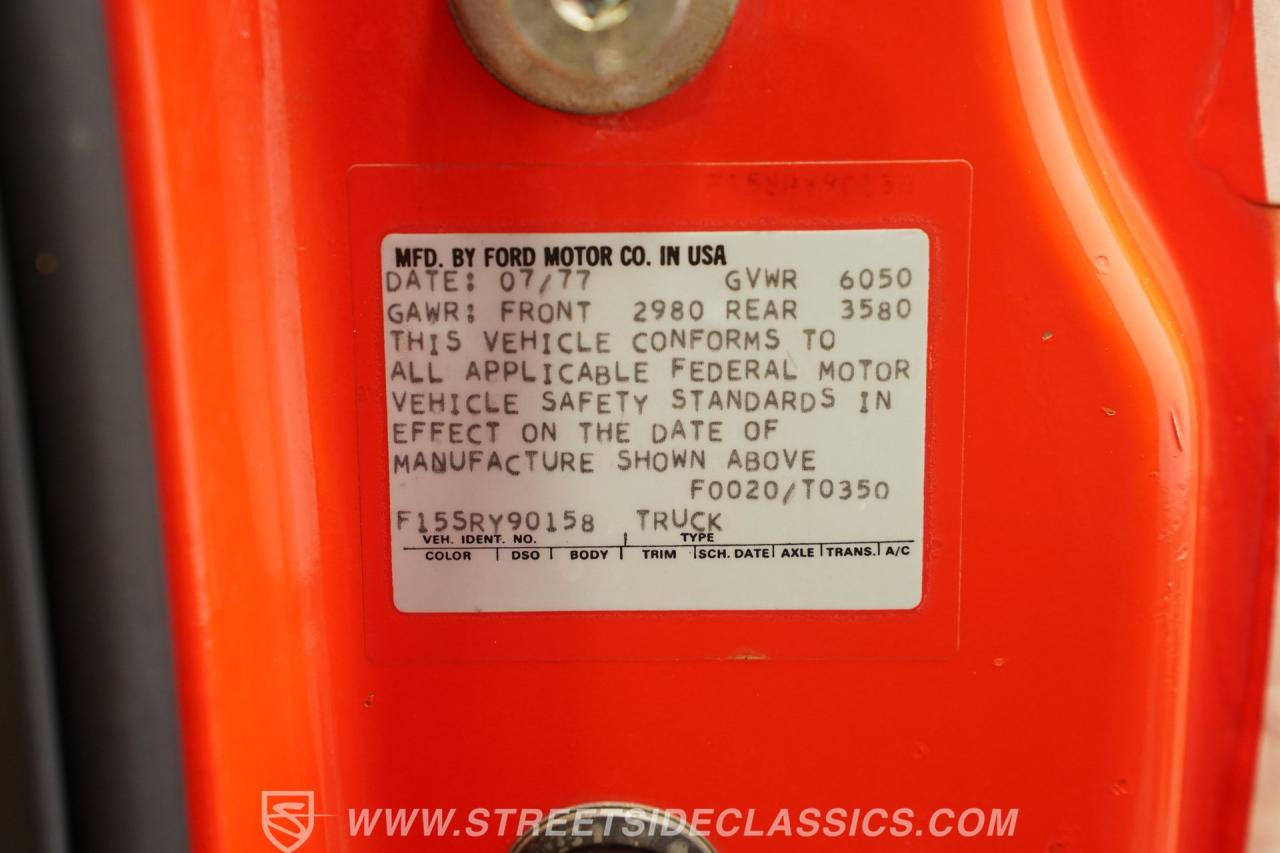 F15SRY90158
MFD. BY FORD MOTOR CO. IN USA
DATE: 07/77 GVWR 6050
GAWR: FRONT 2980 REAR 3580
THIS VEHICLE CONFORMS TO
ALL APPLICABLE FEDERAL MOTOR
VEHICLE SAFETY STANDARDS IN
EFFECT ON THE DATE OF
MANUFACTURE SHOWN ABOVE
F0020/T0350
F15SRY90158 TRUCK
VEH. IDENT. NO. TYPE
COLOR DSO BODY TRIM SCH. DATE AXLE TRANS. A/C
WWW.STREETSIDECLASSICS.COM